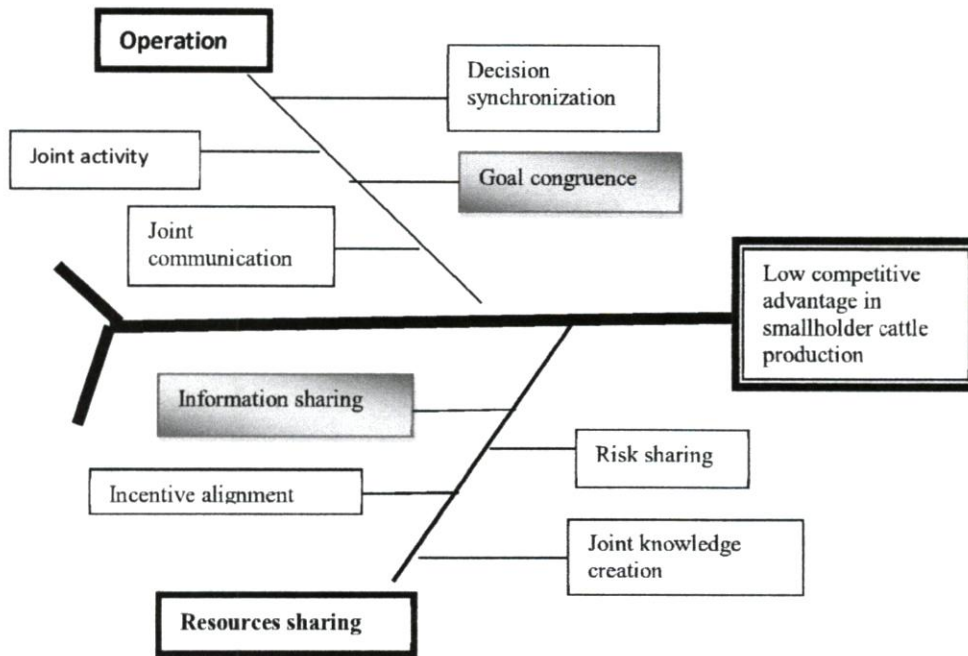 Operation
Decision
synchronization
Joint activity
Goal congruence
Joint
communication
Low competitive
advantage in
smallholder cattle
production
Information sharing
Risk sharing
Incentive alignment
Joint knowledge
creation
Resources sharing